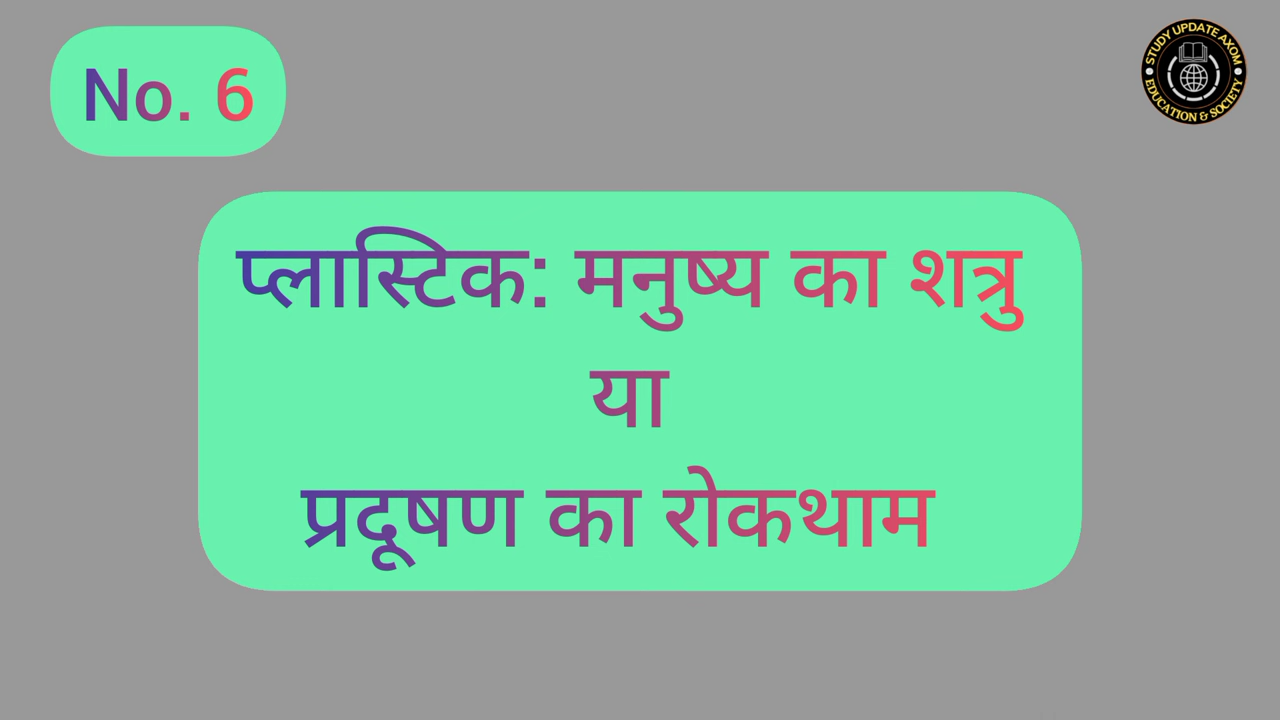 No. 6
STUDY UPDATE AXOM
EDUCATION & SOCIETY
प्लास्टिक: मनुष्य का शत्रु
या
प्रदूषण का रोकथाम